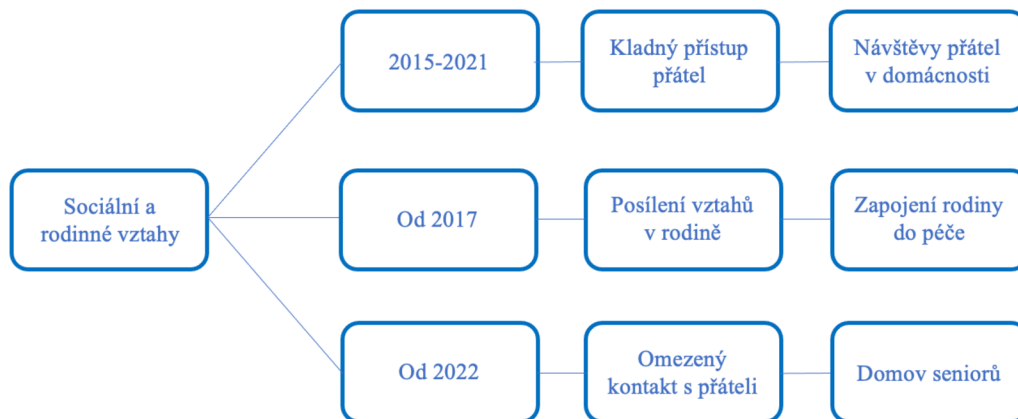 2015-2021
Kladný přístup
přátel
Návštěvy přátel
v domácnosti
Sociální a
rodinné vztahy
Od 2017
Posílení vztahů
v rodině
Zapojení rodiny
do péče
Od 2022
Omezený
kontakt s přáteli
Domov seniorů